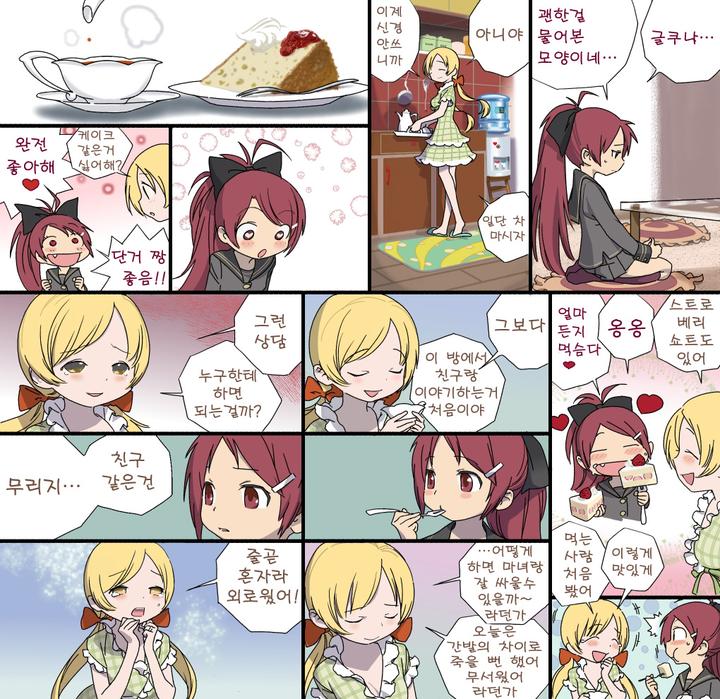 글쿠나...
괜한걸
물어본
모양이네...
아니야
이제
신경
안쓰
니까
일단 차
마시자
케이크
같은거
싫어해?
완전
좋아해
단거 짱
좋음!!
스트로
베리
쇼트도
있어
옹옹
얼마
든지
먹슴다
이렇게
맛있게
먹는
사람
처음
봤어
그보다
이 방에서
친구랑
이야기하는거
처음이야
그런
상담
누구한테
하면
되는걸까?
친구
같은건
무리지...
...어떻게
하면 마녀랑
잘 싸울수
있을까~
라던가
오늘은
간발의 차이로
죽을 뻔 했어
무서웠어
라던가
줄곧
혼자라
외로웠어!